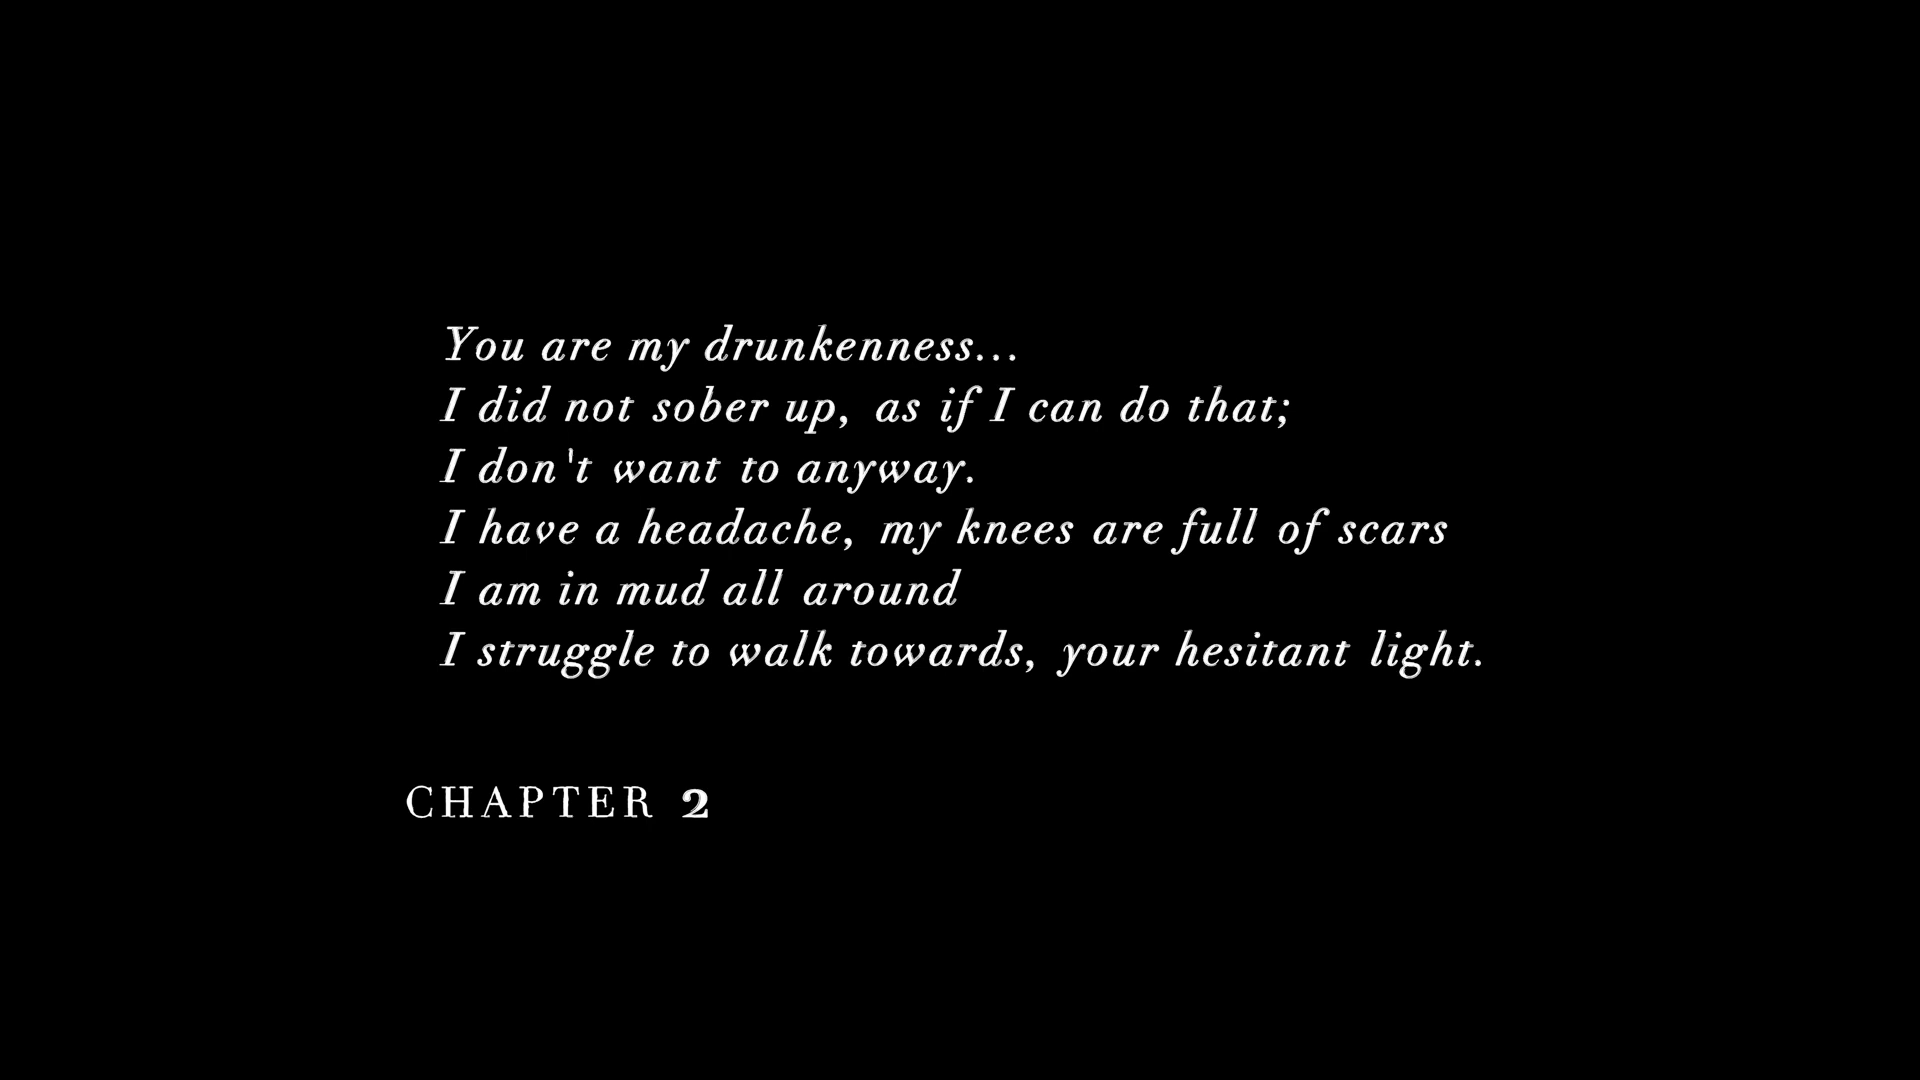 You are my drunkenness...
I did not sober up, as if I can do that;
I don't want to anyway.
I have a headache, my knees are full of scars
I am in mud all around
I struggle to walk towards, your hesitant light.
CHAPTER 2